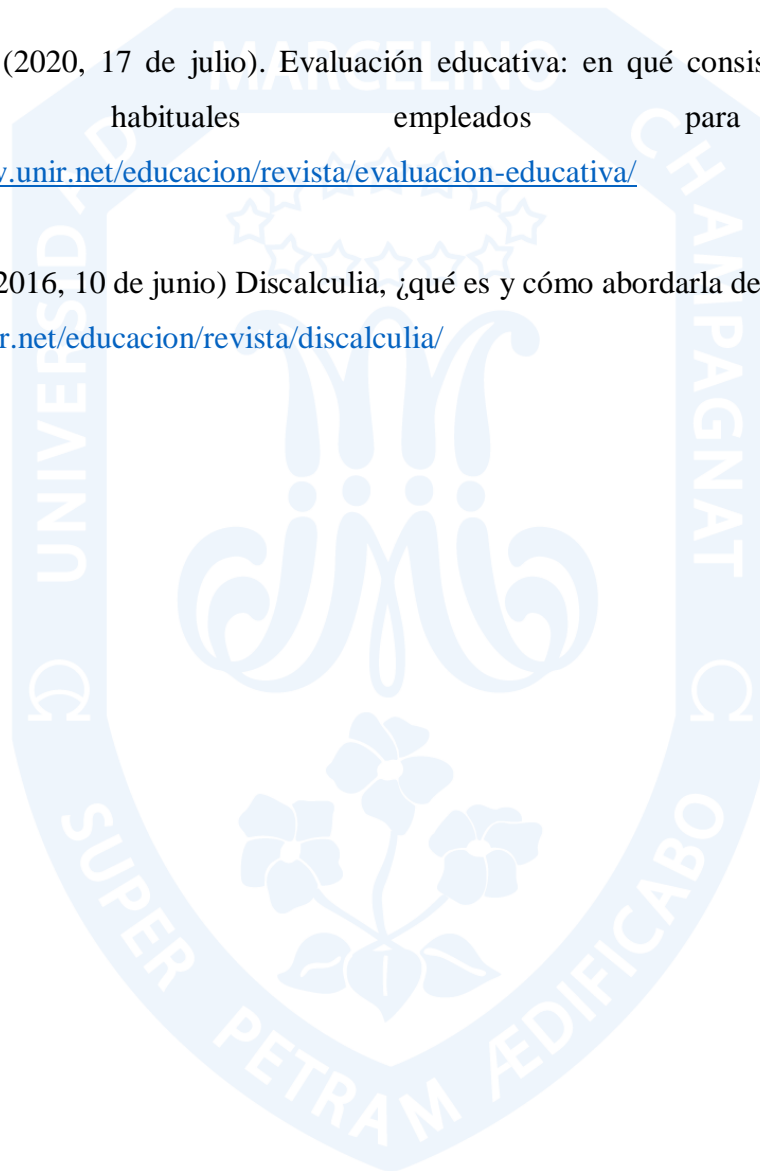 (2020, 17 de julio). Evaluación educativa: en qué consis
habituales empleados para
.unir.net/educacion/revista/evaluacion-educativa/
2016, 10 de junio) Discalculia, ¿qué es y cómo abordarla de
r.net/educacion/revista/discalculia/
UNIVERSIDAD
MARCELINO
CHAMPAGNAT
SUPER PETRAM ÆDIFICABO